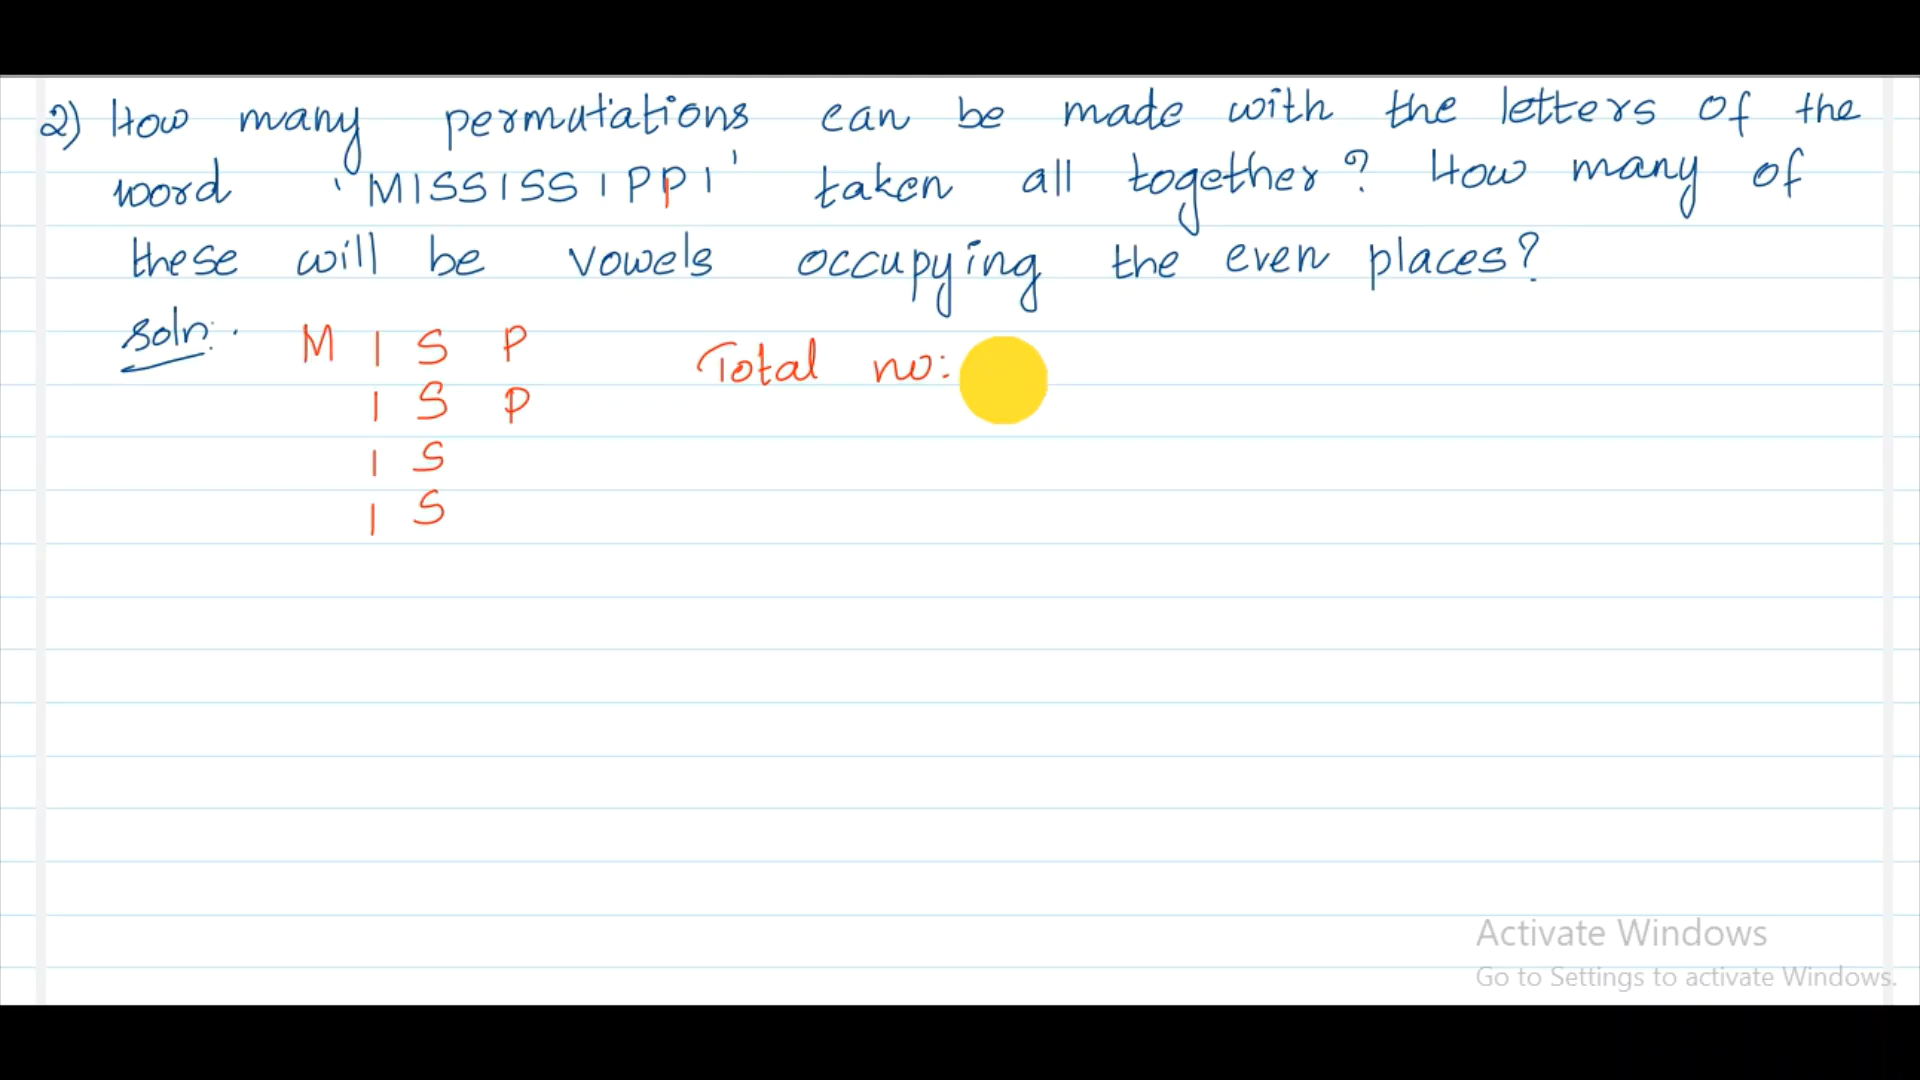 2) How many permutations can be made with the letters of the
word 'MISSISSIPPI' taken all together? How many of
these will be vowels occupying the even places?
Soln:
M I S P
Total no:
I S P
I S
I S
Activate Windows
Go to Settings to activate Windows.